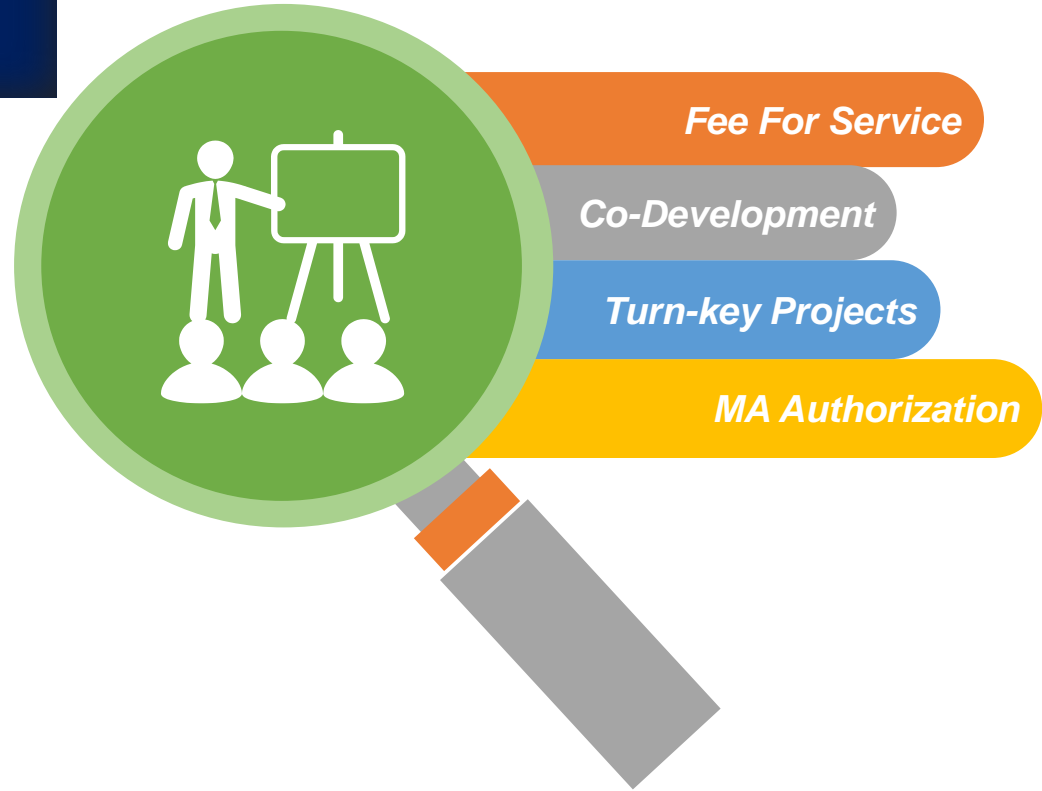 Fee For Service
Co-Development
Turn-key Projects
MA Authorization